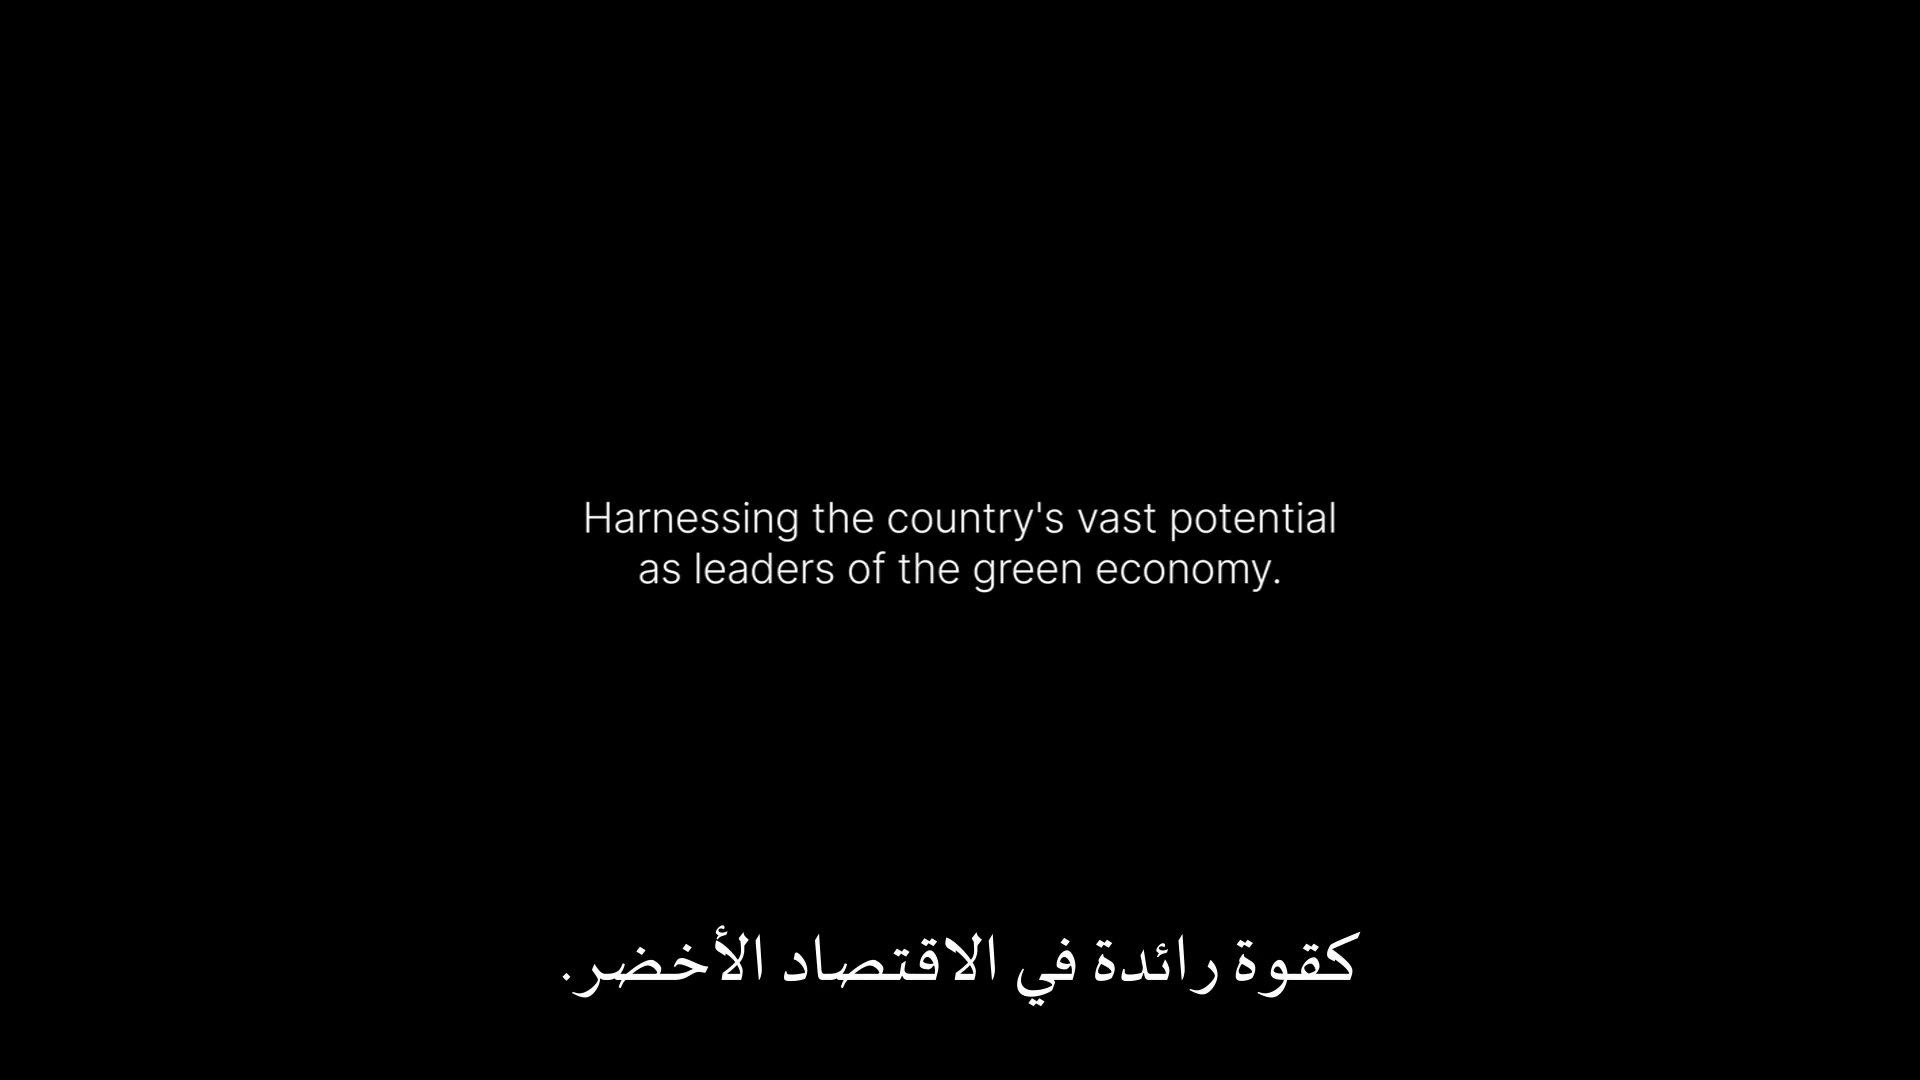 Harnessing the country's vast potential
as leaders of the green economy.
كقوة رائدة في الاقتصاد الأخضر.